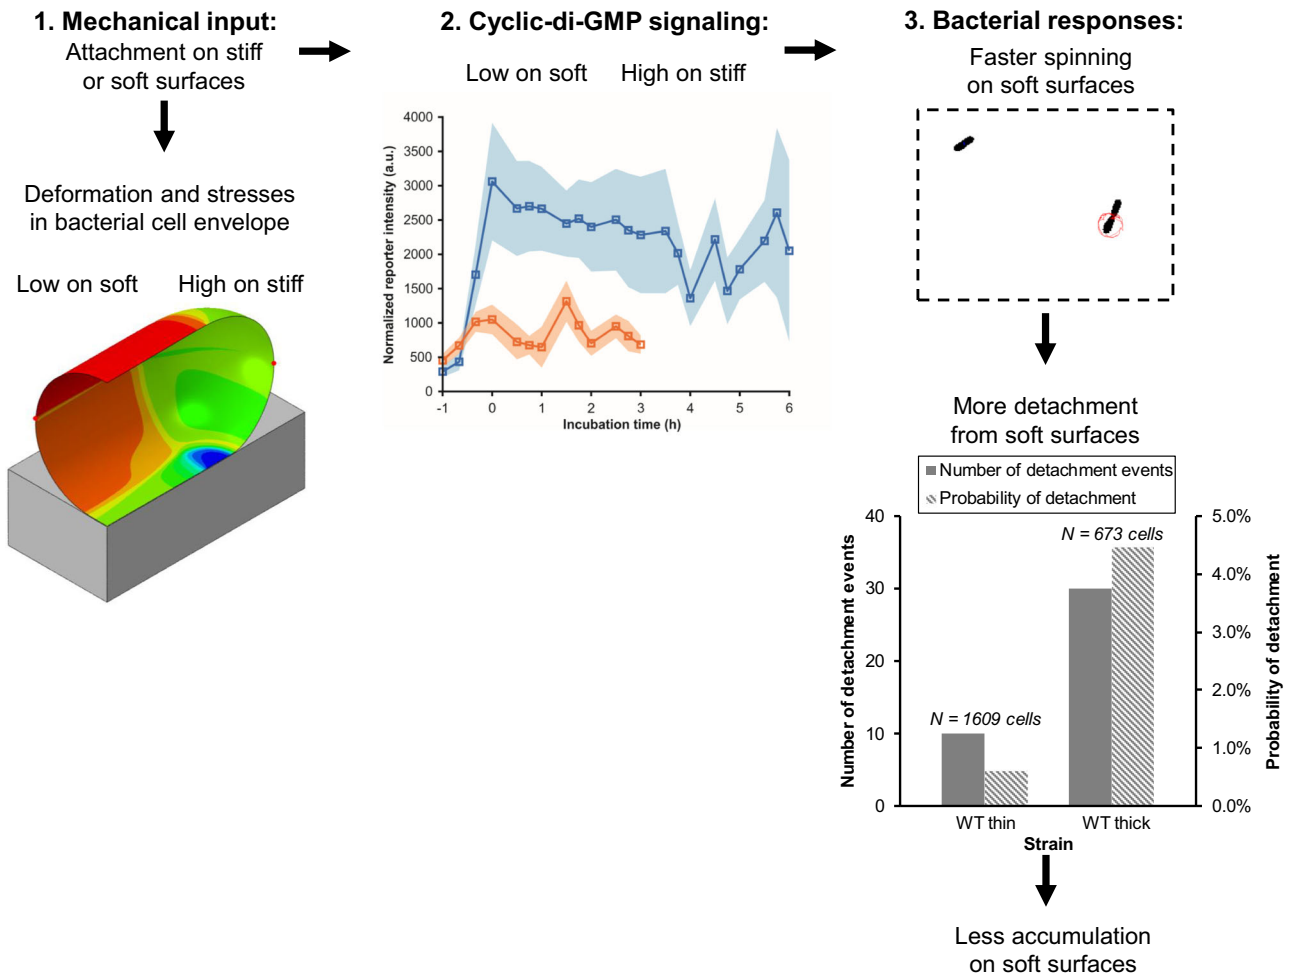 1. Mechanical input:
Attachment on stiff
or soft surfaces
Deformation and stresses
in bacterial cell envelope
Low on soft
High on stiff
2. Cyclic-di-GMP signaling:
Low on soft
High on stiff
Normalized reporter intensity (a.u.)
4000
3500
3000
2500
2000
1500
1000
500
0
-1
0
1
2
3
4
5
6
Incubation time (h)
3. Bacterial responses:
Faster spinning
on soft surfaces
More detachment
from soft surfaces
Number of detachment events
Probability of detachment
Number of detachment events
40
30
20
10
0
N = 1609 cells
N = 673 cells
5.0%
4.0%
3.0%
2.0%
1.0%
0.0%
Probability of detachment
WT thin
WT thick
Strain
Less accumulation
on soft surfaces